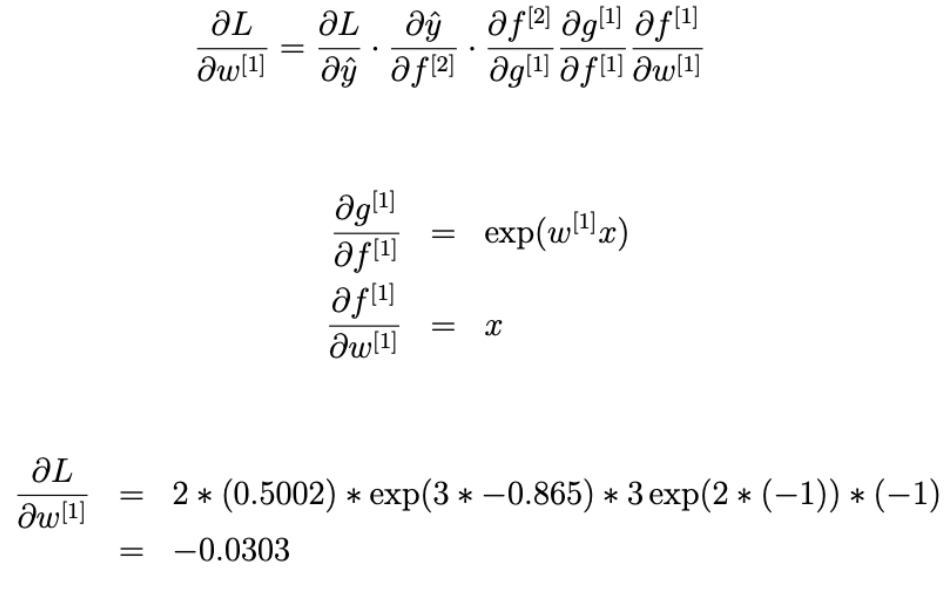 ∂L/∂w^[1] = ∂L/∂ŷ · ∂ŷ/∂f^[2] · ∂f^[2]/∂g^[1] ∂g^[1]/∂f^[1] ∂f^[1]/∂w^[1]
∂g^[1]/∂f^[1] = exp(w^[1]x)
∂f^[1]/∂w^[1] = x
∂L/∂w^[1] = 2 * (0.5002) * exp(3 * −0.865) * 3 exp(2 * (−1)) * (−1)
= −0.0303